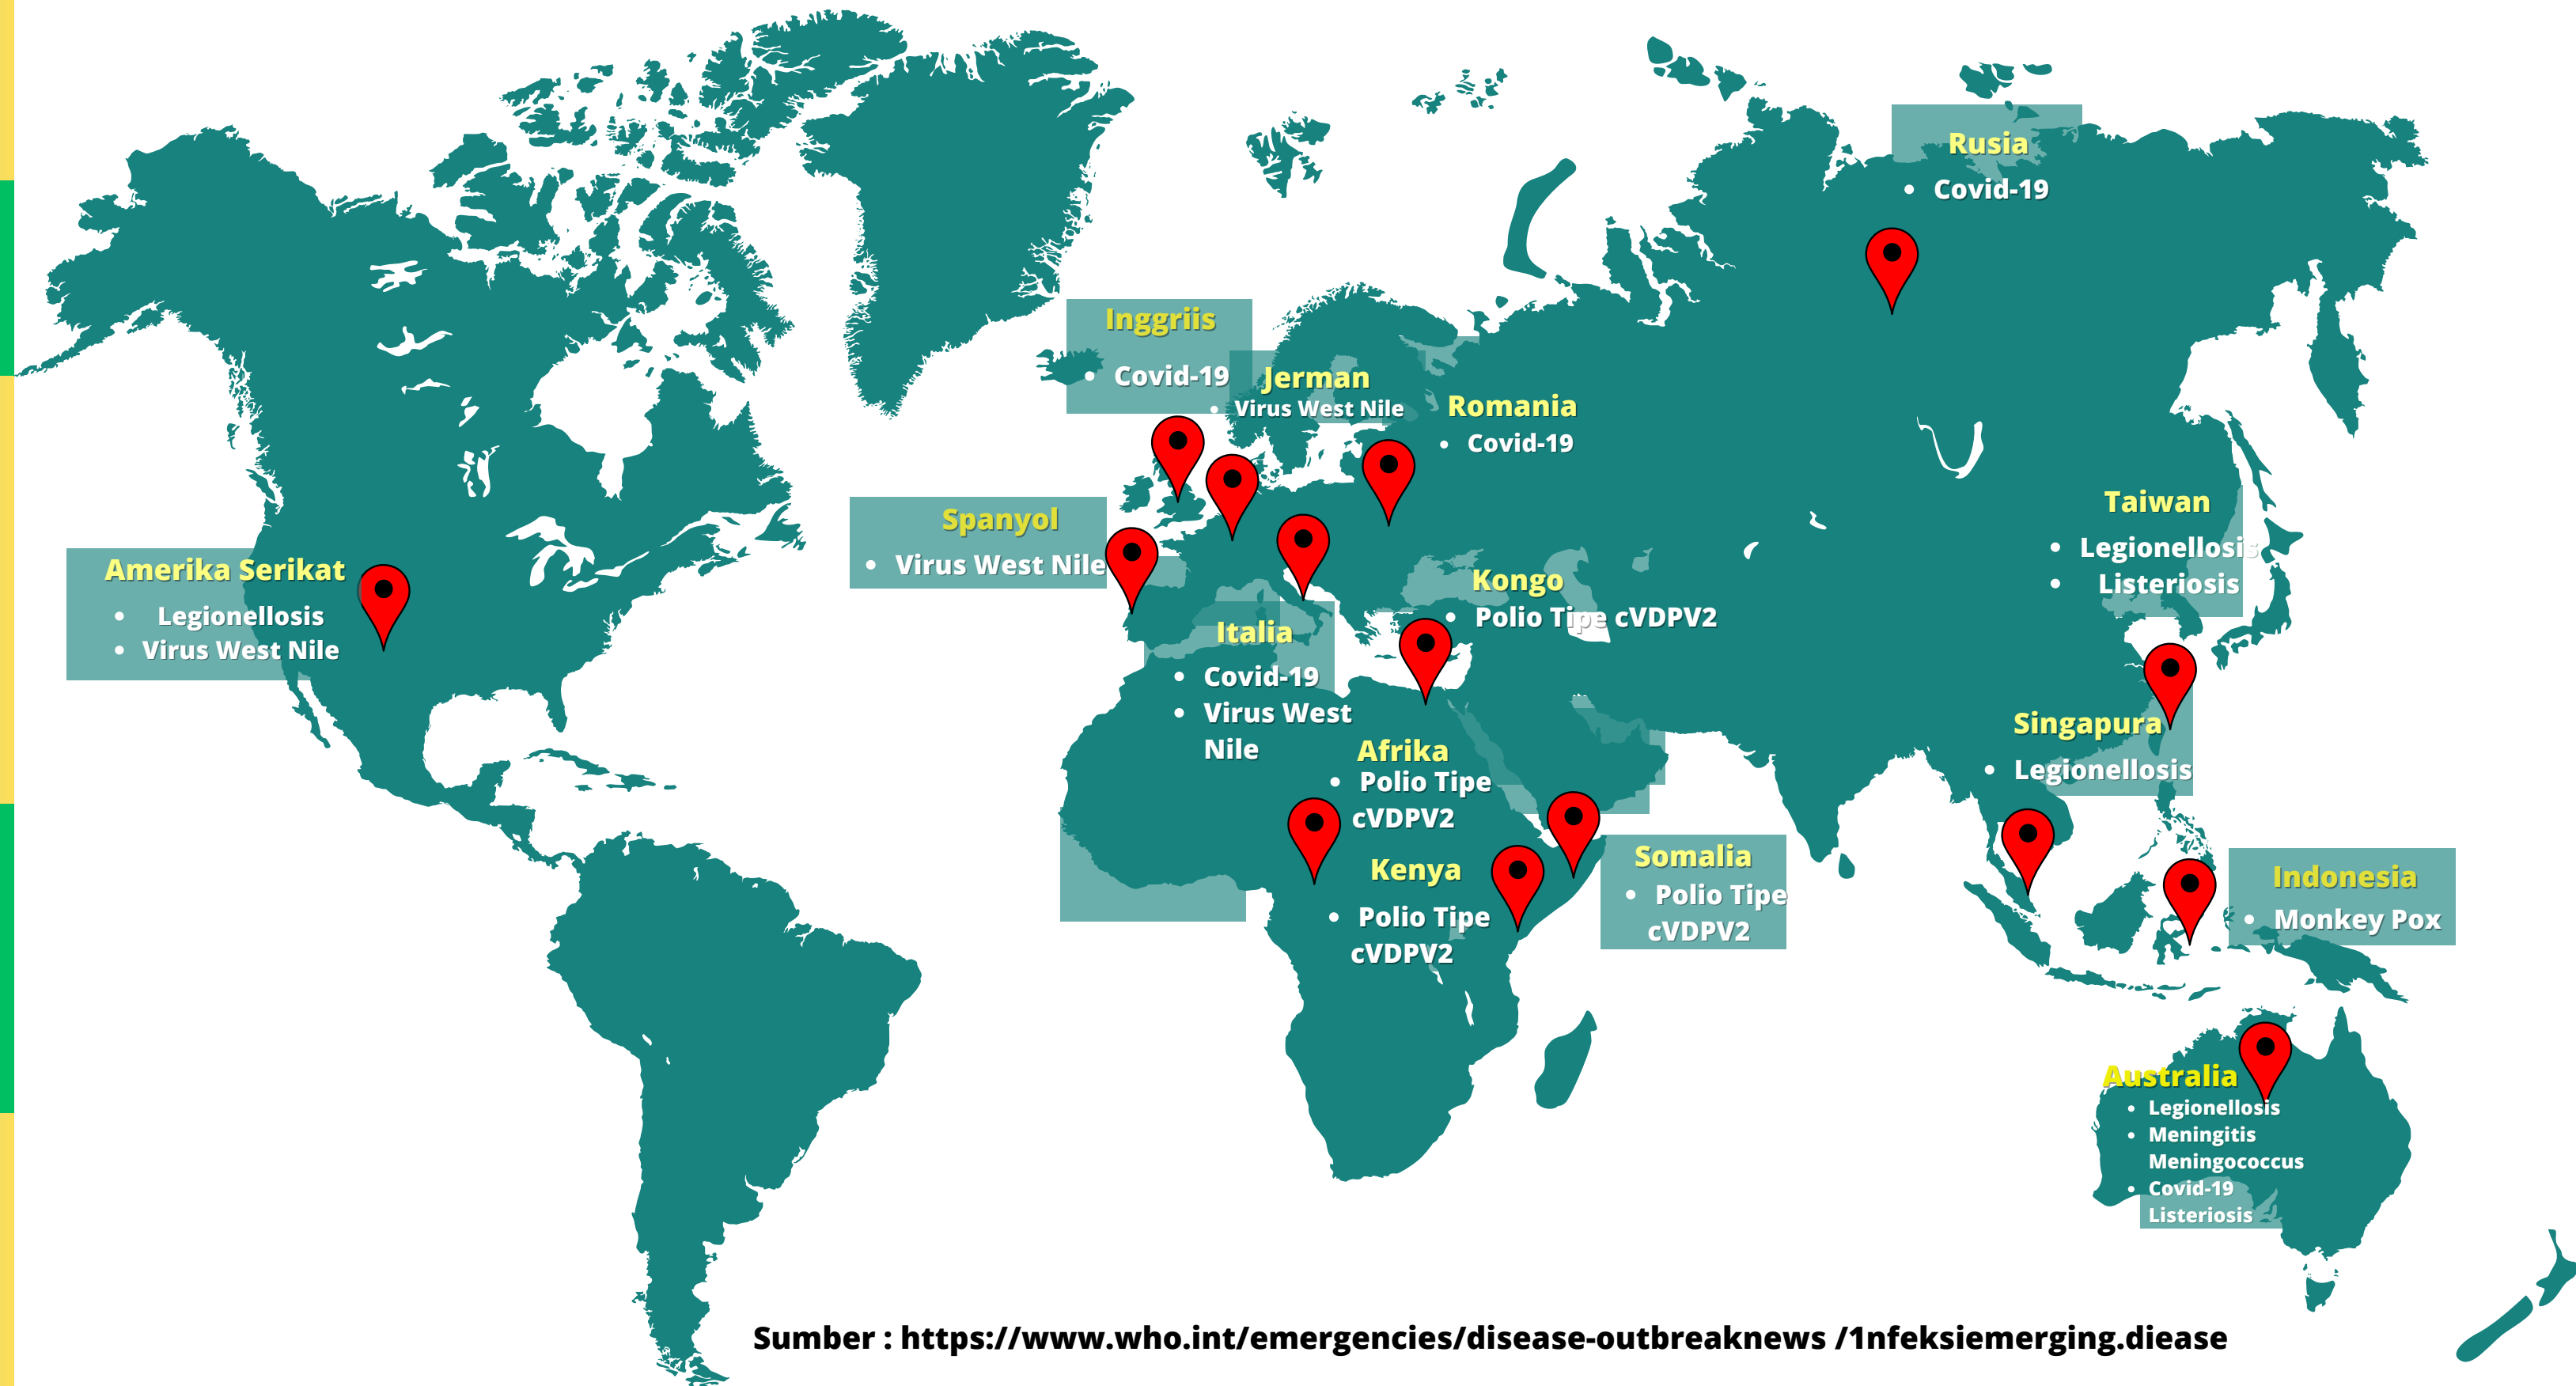 Rusia
• Covid-19
Inggriis
• Covid-19
Jerman
• Virus West Nile
Romania
• Covid-19
Spanyol
• Virus West Nile
Amerika Serikat
• Legionellosis
• Virus West Nile
Taiwan
• Legionellosis
• Listeriosis
Kongo
• Polio Tipe cVDPV2
Italia
• Covid-19
• Virus West
Nile
Singapura
• Legionellosis
Afrika
• Polio Tipe
cVDPV2
Kenya
• Polio Tipe
cVDPV2
Somalia
• Polio Tipe
cVDPV2
Indonesia
• Monkey Pox
Australia
• Legionellosis
• Meningitis
Meningococcus
• Covid-19
Listeriosis
Sumber : https://www.who.int/emergencies/disease-outbreaknews /1nfeksiemerging.diease